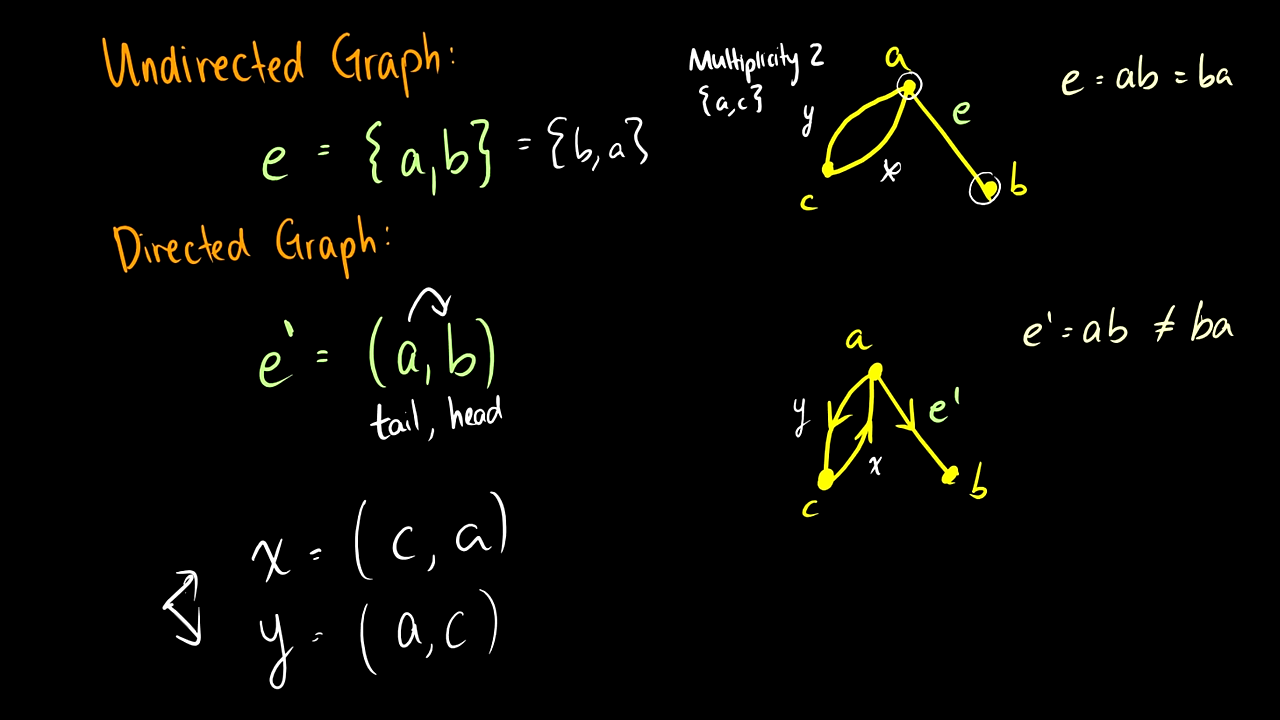 Undirected Graph:
e = {a,b} = {b,a}
Directed Graph:
e' = (a,b)
tail, head
x = (c,a)
y = (a,c)
Multiplicity 2
{a,c}
a
y
e
x
c
b
e = ab = ba
a
y
e'
x
c
b
e' = ab ≠ ba